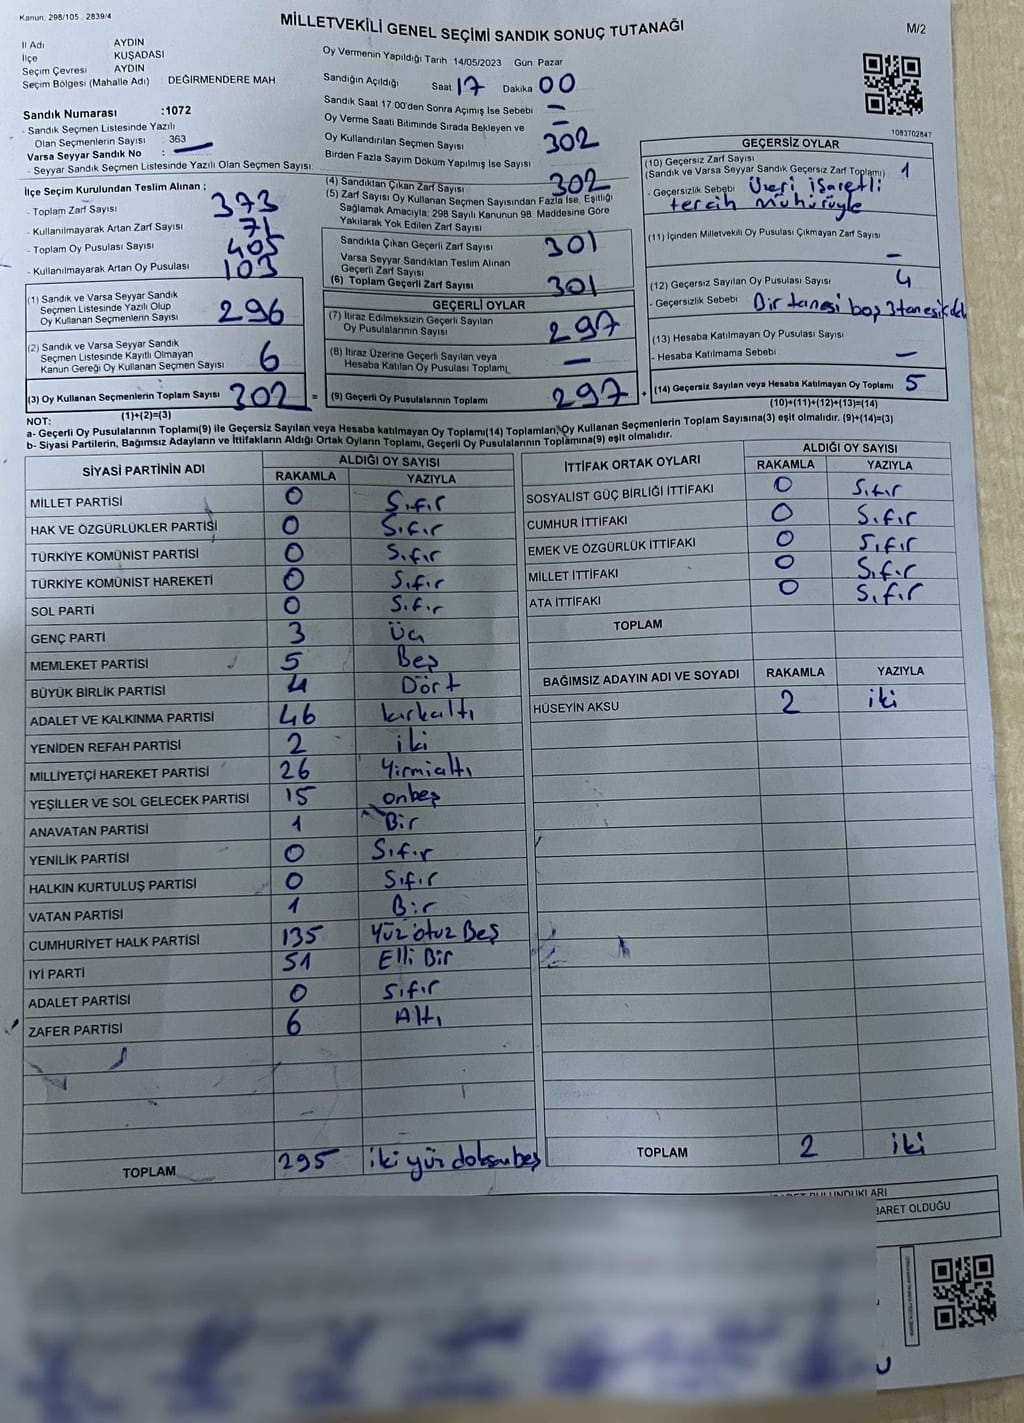 Kanun: 298/105 2839/4
MİLLETVEKİLİ GENEL SEÇİMİ SANDIK SONUÇ TUTANAĞI
M/2
İl Adı AYDIN
İlçe KUŞADASI
Seçim Çevresi AYDIN
Seçim Bölgesi (Mahalle Adı) DEĞİRMENDERE MAH.
Sandık Numarası :1072
- Sandık Seçmen Listesinde Yazılı
Olan Seçmenlerin Sayısı : 363
Varsa Seyyar Sandık No : —
- Seyyar Sandık Seçmen Listesinde Yazılı Olan Seçmen Sayısı:
Oy Vermenin Yapıldığı Tarih : 14/05/2023 Gün Pazar
Sandığın Açıldığı Saat 17 Dakika 00
Sandık Saat 17.00'den Sonra Açımış İse Sebebi —
Oy Verme Saati Bitiminde Sırada Bekleyen ve —
Oy Kullandırılan Seçmen Sayısı 302
Birden Fazla Sayım Döküm Yapılmış İse Sayısı
1083702847
İlçe Seçim Kurulundan Teslim Alınan ;
- Toplam Zarf Sayısı 373
- Kullanılmayarak Artan Zarf Sayısı 71
- Toplam Oy Pusulası Sayısı 405
- Kullanılmayarak Artan Oy Pusulası 103
(1) Sandık ve Varsa Seyyar Sandık
Seçmen Listesinde Yazılı Olup
Oy Kullanan Seçmenlerin Sayısı 296
(2) Sandık ve Varsa Seyyar Sandık
Seçmen Listesinde Kayıtlı Olmayan
Kanun Gereği Oy Kullanan Seçmen Sayısı 6
(3) Oy Kullanan Seçmenlerin Toplam Sayısı 302 =
(1)+(2)=(3)
(4) Sandıktan Çıkan Zarf Sayısı 302
(5) Zarf Sayısı Oy Kullanan Seçmen Sayısından Fazla İse, Eşitliği
Sağlamak Amacıyla; 298 Sayılı Kanunun 98 Maddesine Göre
Yakılarak Yok Edilen Zarf Sayısı
Sandıkta Çıkan Geçerli Zarf Sayısı 301
Varsa Seyyar Sandıktan Teslim Alınan
Geçerli Zarf Sayısı
(6) Toplam Geçerli Zarf Sayısı 301
GEÇERLİ OYLAR
(7) İtiraz Edilmeksizin Geçerli Sayılan
Oy Pusulalarının Sayısı 297
(8) İtiraz Üzerine Geçerli Sayılan veya
Hesaba Katılan Oy Pusulası Toplamı —
(9) Geçerli Oy Pusulalarının Toplamı 297 +
GEÇERSİZ OYLAR
(10) Geçersiz Zarf Sayısı
(Sandık ve Varsa Seyyar Sandık Geçersiz Zarf Toplamı) 1
- Geçersizlik Sebebi Üzeri işaretli
tercih mühürüyle
(11) İçinden Milletvekili Oy Pusulası Çıkmayan Zarf Sayısı
—
(12) Geçersiz Sayılan Oy Pusulası Sayısı 4
- Geçersizlik Sebebi Bir tanesi boş 3 tanesi
(13) Hesaba Katılmayan Oy Pusulası Sayısı
- Hesaba Katılmama Sebebi —
(14) Geçersiz Sayılan veya Hesaba Katılmayan Oy Toplamı 5
(10)+(11)+(12)+(13)=(14)
NOT:
a- Geçerli Oy Pusulalarının Toplamı(9) ile Geçersiz Sayılan veya Hesaba katılmayan Oy Toplamı(14) Toplamları, Oy Kullanan Seçmenlerin Toplam Sayısına(3) eşit olmalıdır. (9)+(14)=(3)
b- Siyasi Partilerin, Bağımsız Adayların ve İttifakların Aldığı Ortak Oyların Toplamı, Geçerli Oy Pusulalarının Toplamına(9) eşit olmalıdır.
SİYASİ PARTİNİN ADI ALDIĞI OY SAYISI
RAKAMLA YAZIYLA
MİLLET PARTİSİ 0 Sıfır
HAK VE ÖZGÜRLÜKLER PARTİSİ 0 Sıfır
TÜRKİYE KOMÜNİST PARTİSİ 0 Sıfır
TÜRKİYE KOMÜNİST HAREKETİ 0 Sıfır
SOL PARTİ 0 Sıfır
GENÇ PARTİ 3 Üç
MEMLEKET PARTİSİ 5 Beş
BÜYÜK BİRLİK PARTİSİ 4 Dört
ADALET VE KALKINMA PARTİSİ 46 kırkaltı
YENİDEN REFAH PARTİSİ 2 iki
MİLLİYETÇİ HAREKET PARTİSİ 26 Yirmialtı
YEŞİLLER VE SOL GELECEK PARTİSİ 15 onbeş
ANAVATAN PARTİSİ 1 Bir
YENİLİK PARTİSİ 0 Sıfır
HALKIN KURTULUŞ PARTİSİ 0 Sıfır
VATAN PARTİSİ 1 Bir
CUMHURİYET HALK PARTİSİ 135 Yüz otuz Beş
İYİ PARTİ 51 Elli Bir
ADALET PARTİSİ 0 Sıfır
ZAFER PARTİSİ 6 Altı
TOPLAM 295 iki yüz doksan beş
İTTİFAK ORTAK OYLARI ALDIĞI OY SAYISI
RAKAMLA YAZIYLA
SOSYALİST GÜÇ BİRLİĞİ İTTİFAKI 0 Sıfır
CUMHUR İTTİFAKI 0 Sıfır
EMEK VE ÖZGÜRLÜK İTTİFAKI 0 Sıfır
MİLLET İTTİFAKI 0 Sıfır
ATA İTTİFAKI 0 Sıfır
TOPLAM
BAĞIMSIZ ADAYIN ADI VE SOYADI RAKAMLA YAZIYLA
HÜSEYİN AKSU 2 iki
TOPLAM 2 iki
BARET OLDUĞU